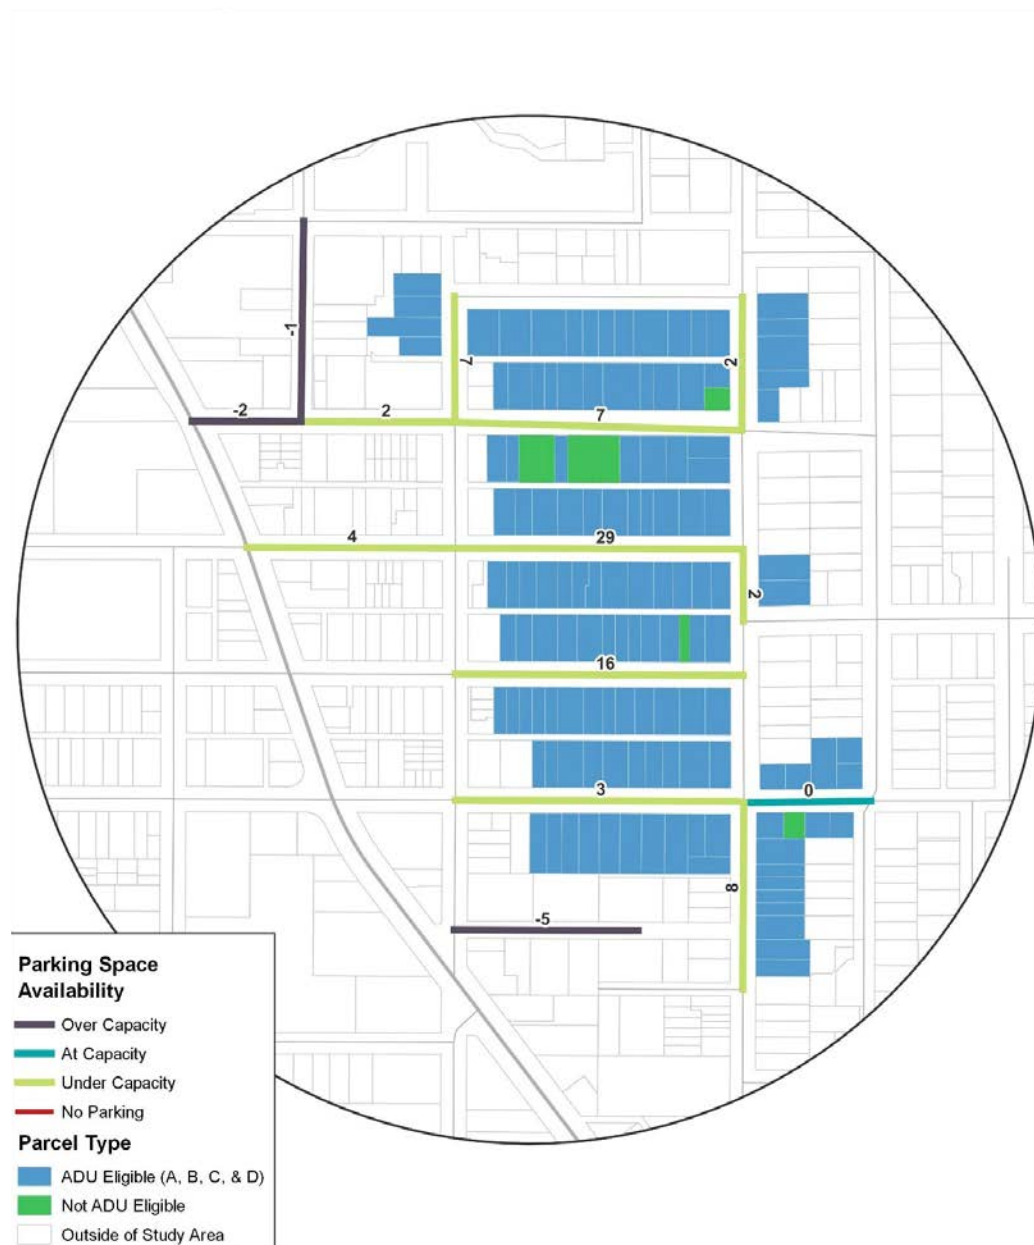 -1
7
2
-2
2
7
4
29
2
16
3
0
8
-5
Parking Space
Availability
Over Capacity
At Capacity
Under Capacity
No Parking
Parcel Type
ADU Eligible (A, B, C, & D)
Not ADU Eligible
Outside of Study Area